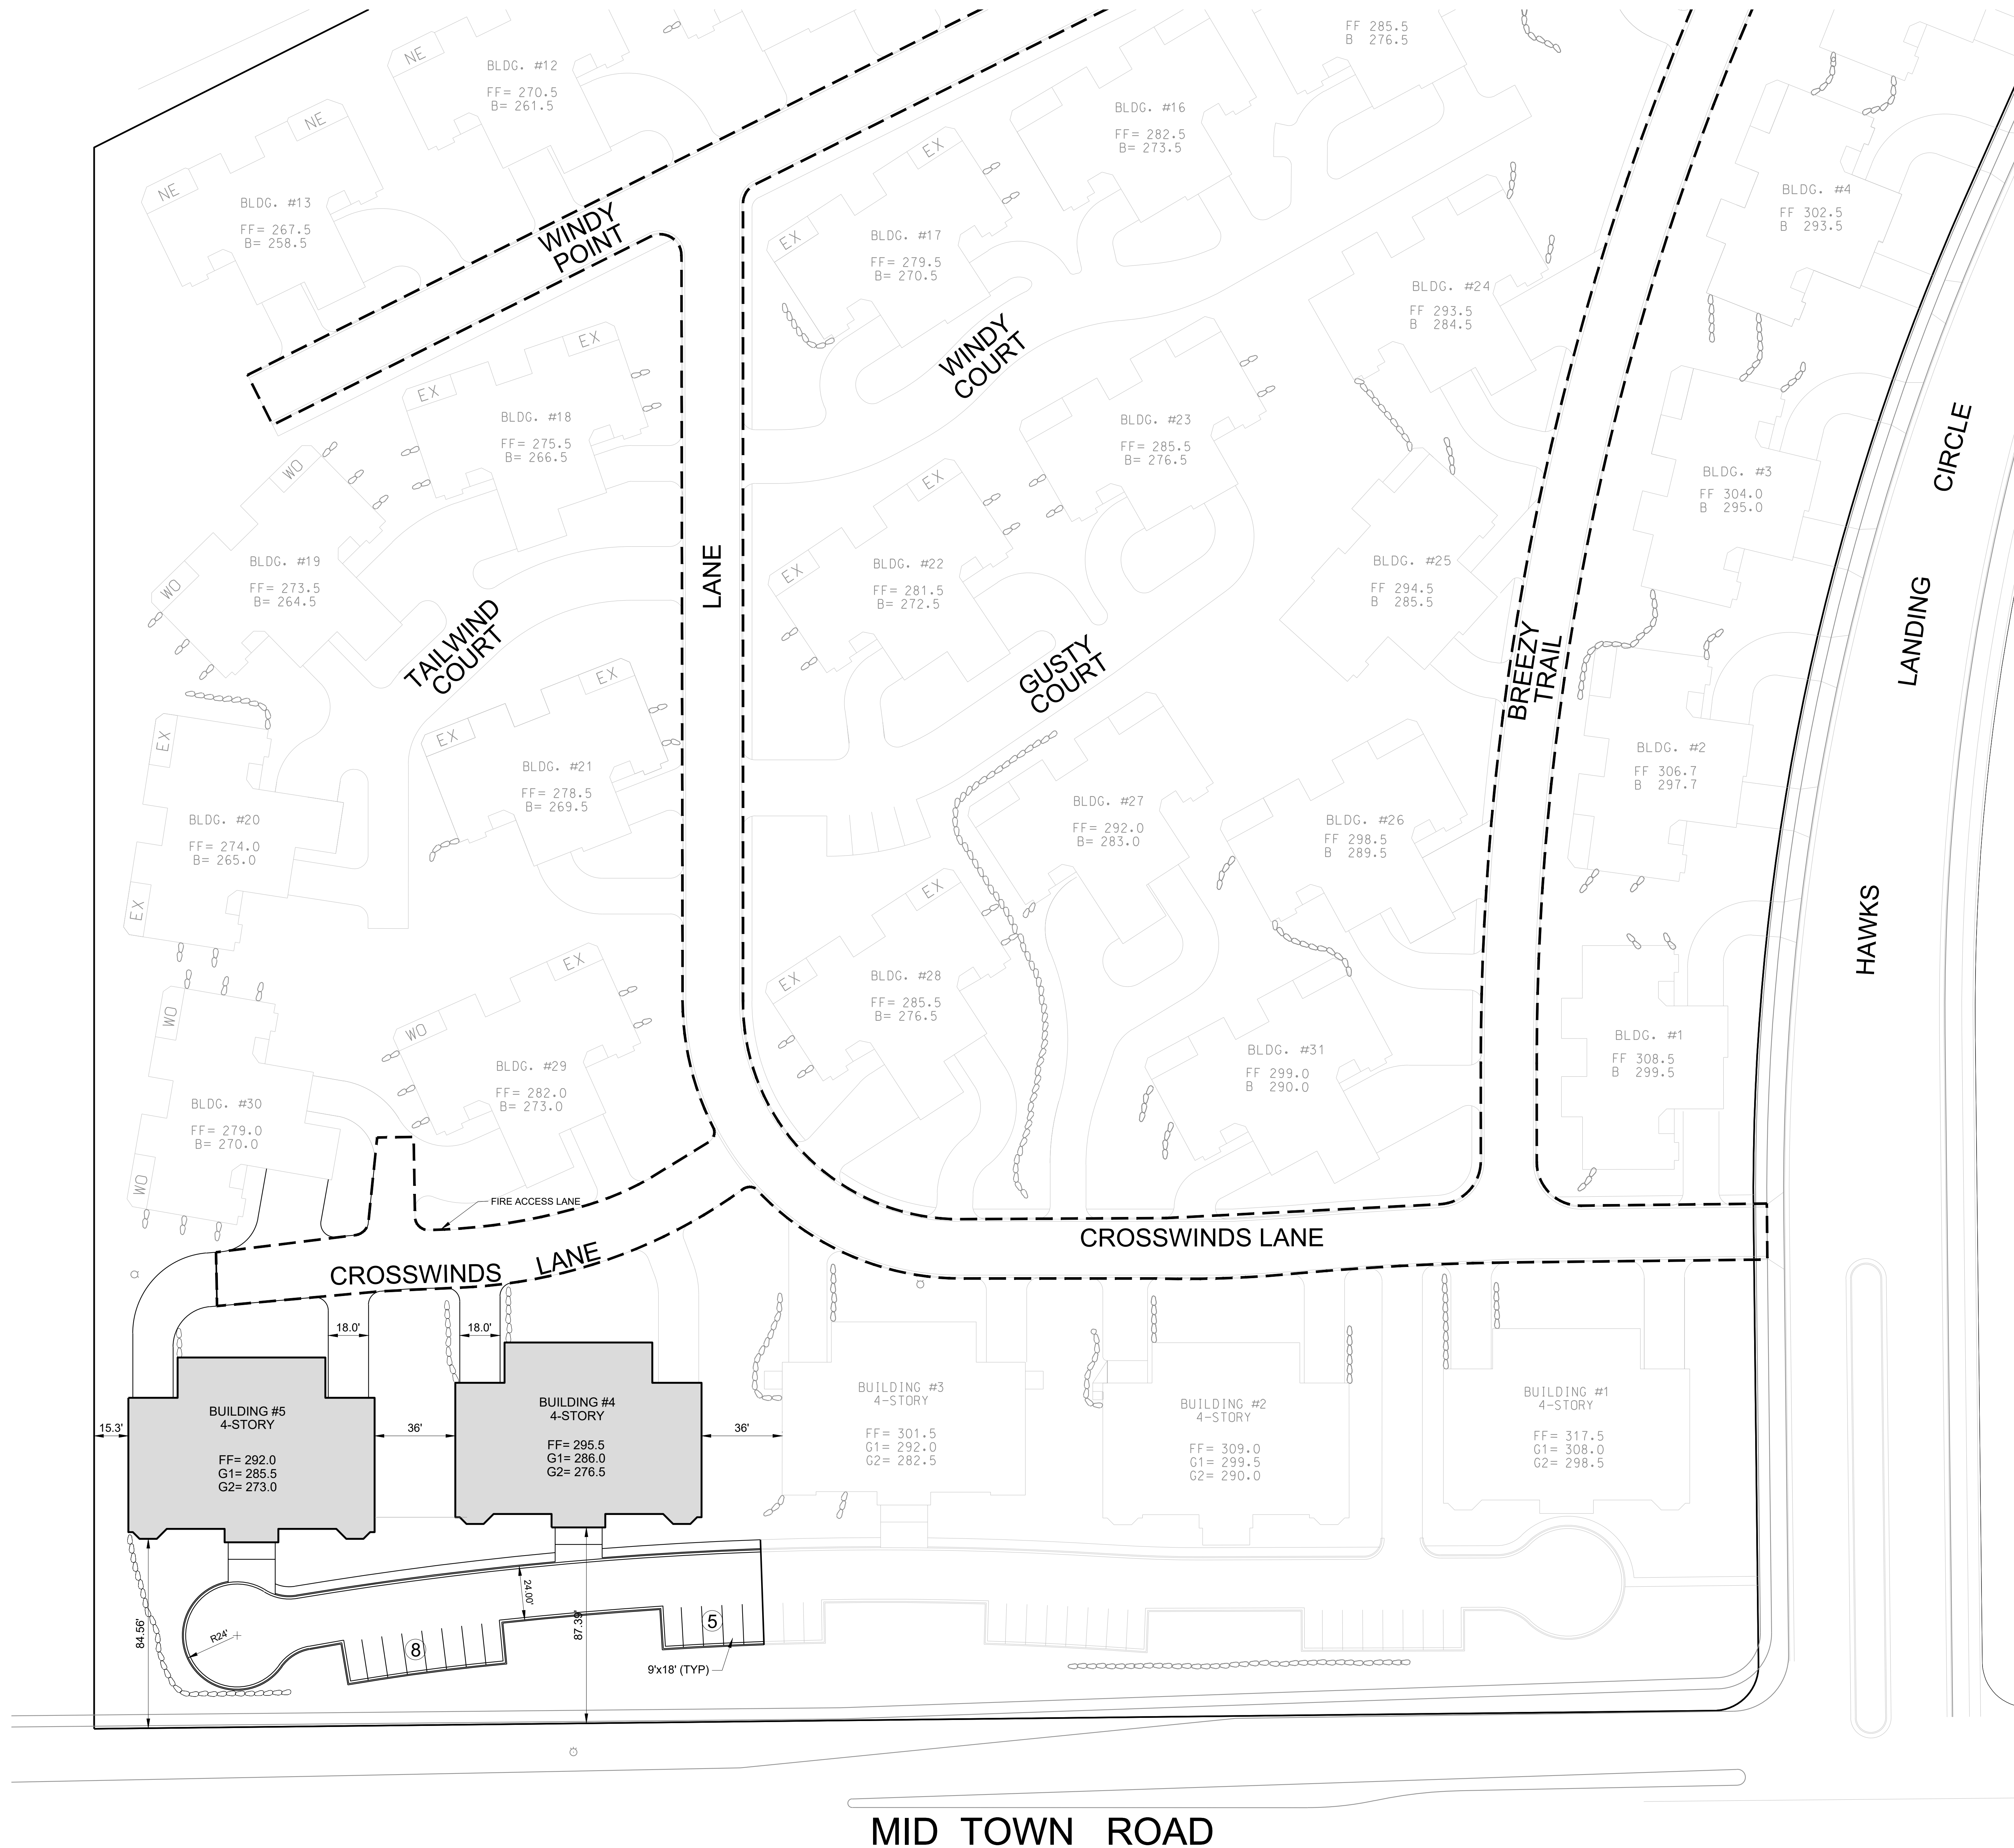 FF 285.5
B 276.5
NE
BLDG. #12
FF= 270.5
B= 261.5
BLDG. #16
FF= 282.5
B= 273.5
NE
NE
BLDG. #13
FF= 267.5
B= 258.5
BLDG. #4
FF 302.5
B 293.5
WINDY
POINT
EX
EX
BLDG. #17
FF= 279.5
B= 270.5
BLDG. #24
FF 293.5
B 284.5
WINDY
COURT
EX
EX
BLDG. #18
FF= 275.5
B= 266.5
BLDG. #23
FF= 285.5
B= 276.5
CIRCLE
WO
WO
BLDG. #19
FF= 273.5
B= 264.5
EX
EX
BLDG. #22
FF= 281.5
B= 272.5
BLDG. #3
FF 304.0
B 295.0
LANE
BLDG. #25
FF 294.5
B 285.5
LANDING
TAILWIND
COURT
GUSTY
COURT
BREEZY
TRAIL
EX
EX
BLDG. #21
FF= 278.5
B= 269.5
BLDG. #2
FF 306.7
B 297.7
EX
EX
BLDG. #20
FF= 274.0
B= 265.0
BLDG. #27
FF= 292.0
B= 283.0
BLDG. #26
FF 298.5
B 289.5
HAWKS
EX
EX
BLDG. #28
FF= 285.5
B= 276.5
EX
WO
BLDG. #29
FF= 282.0
B= 273.0
BLDG. #31
FF 299.0
B 290.0
BLDG. #1
FF 308.5
B 299.5
WO
WO
BLDG. #30
FF= 279.0
B= 270.0
FIRE ACCESS LANE
CROSSWINDS LANE
CROSSWINDS LANE
18.0'
18.0'
15.3'
BUILDING #5
4-STORY
FF= 292.0
G1= 285.5
G2= 273.0
36'
BUILDING #4
4-STORY
FF= 295.5
G1= 286.0
G2= 276.5
36'
BUILDING #3
4-STORY
FF= 301.5
G1= 292.0
G2= 282.5
BUILDING #2
4-STORY
FF= 309.0
G1= 299.5
G2= 290.0
BUILDING #1
4-STORY
FF= 317.5
G1= 308.0
G2= 298.5
84.56'
R24'
8
24.00'
87.39'
5
9'x18' (TYP)
MID TOWN ROAD